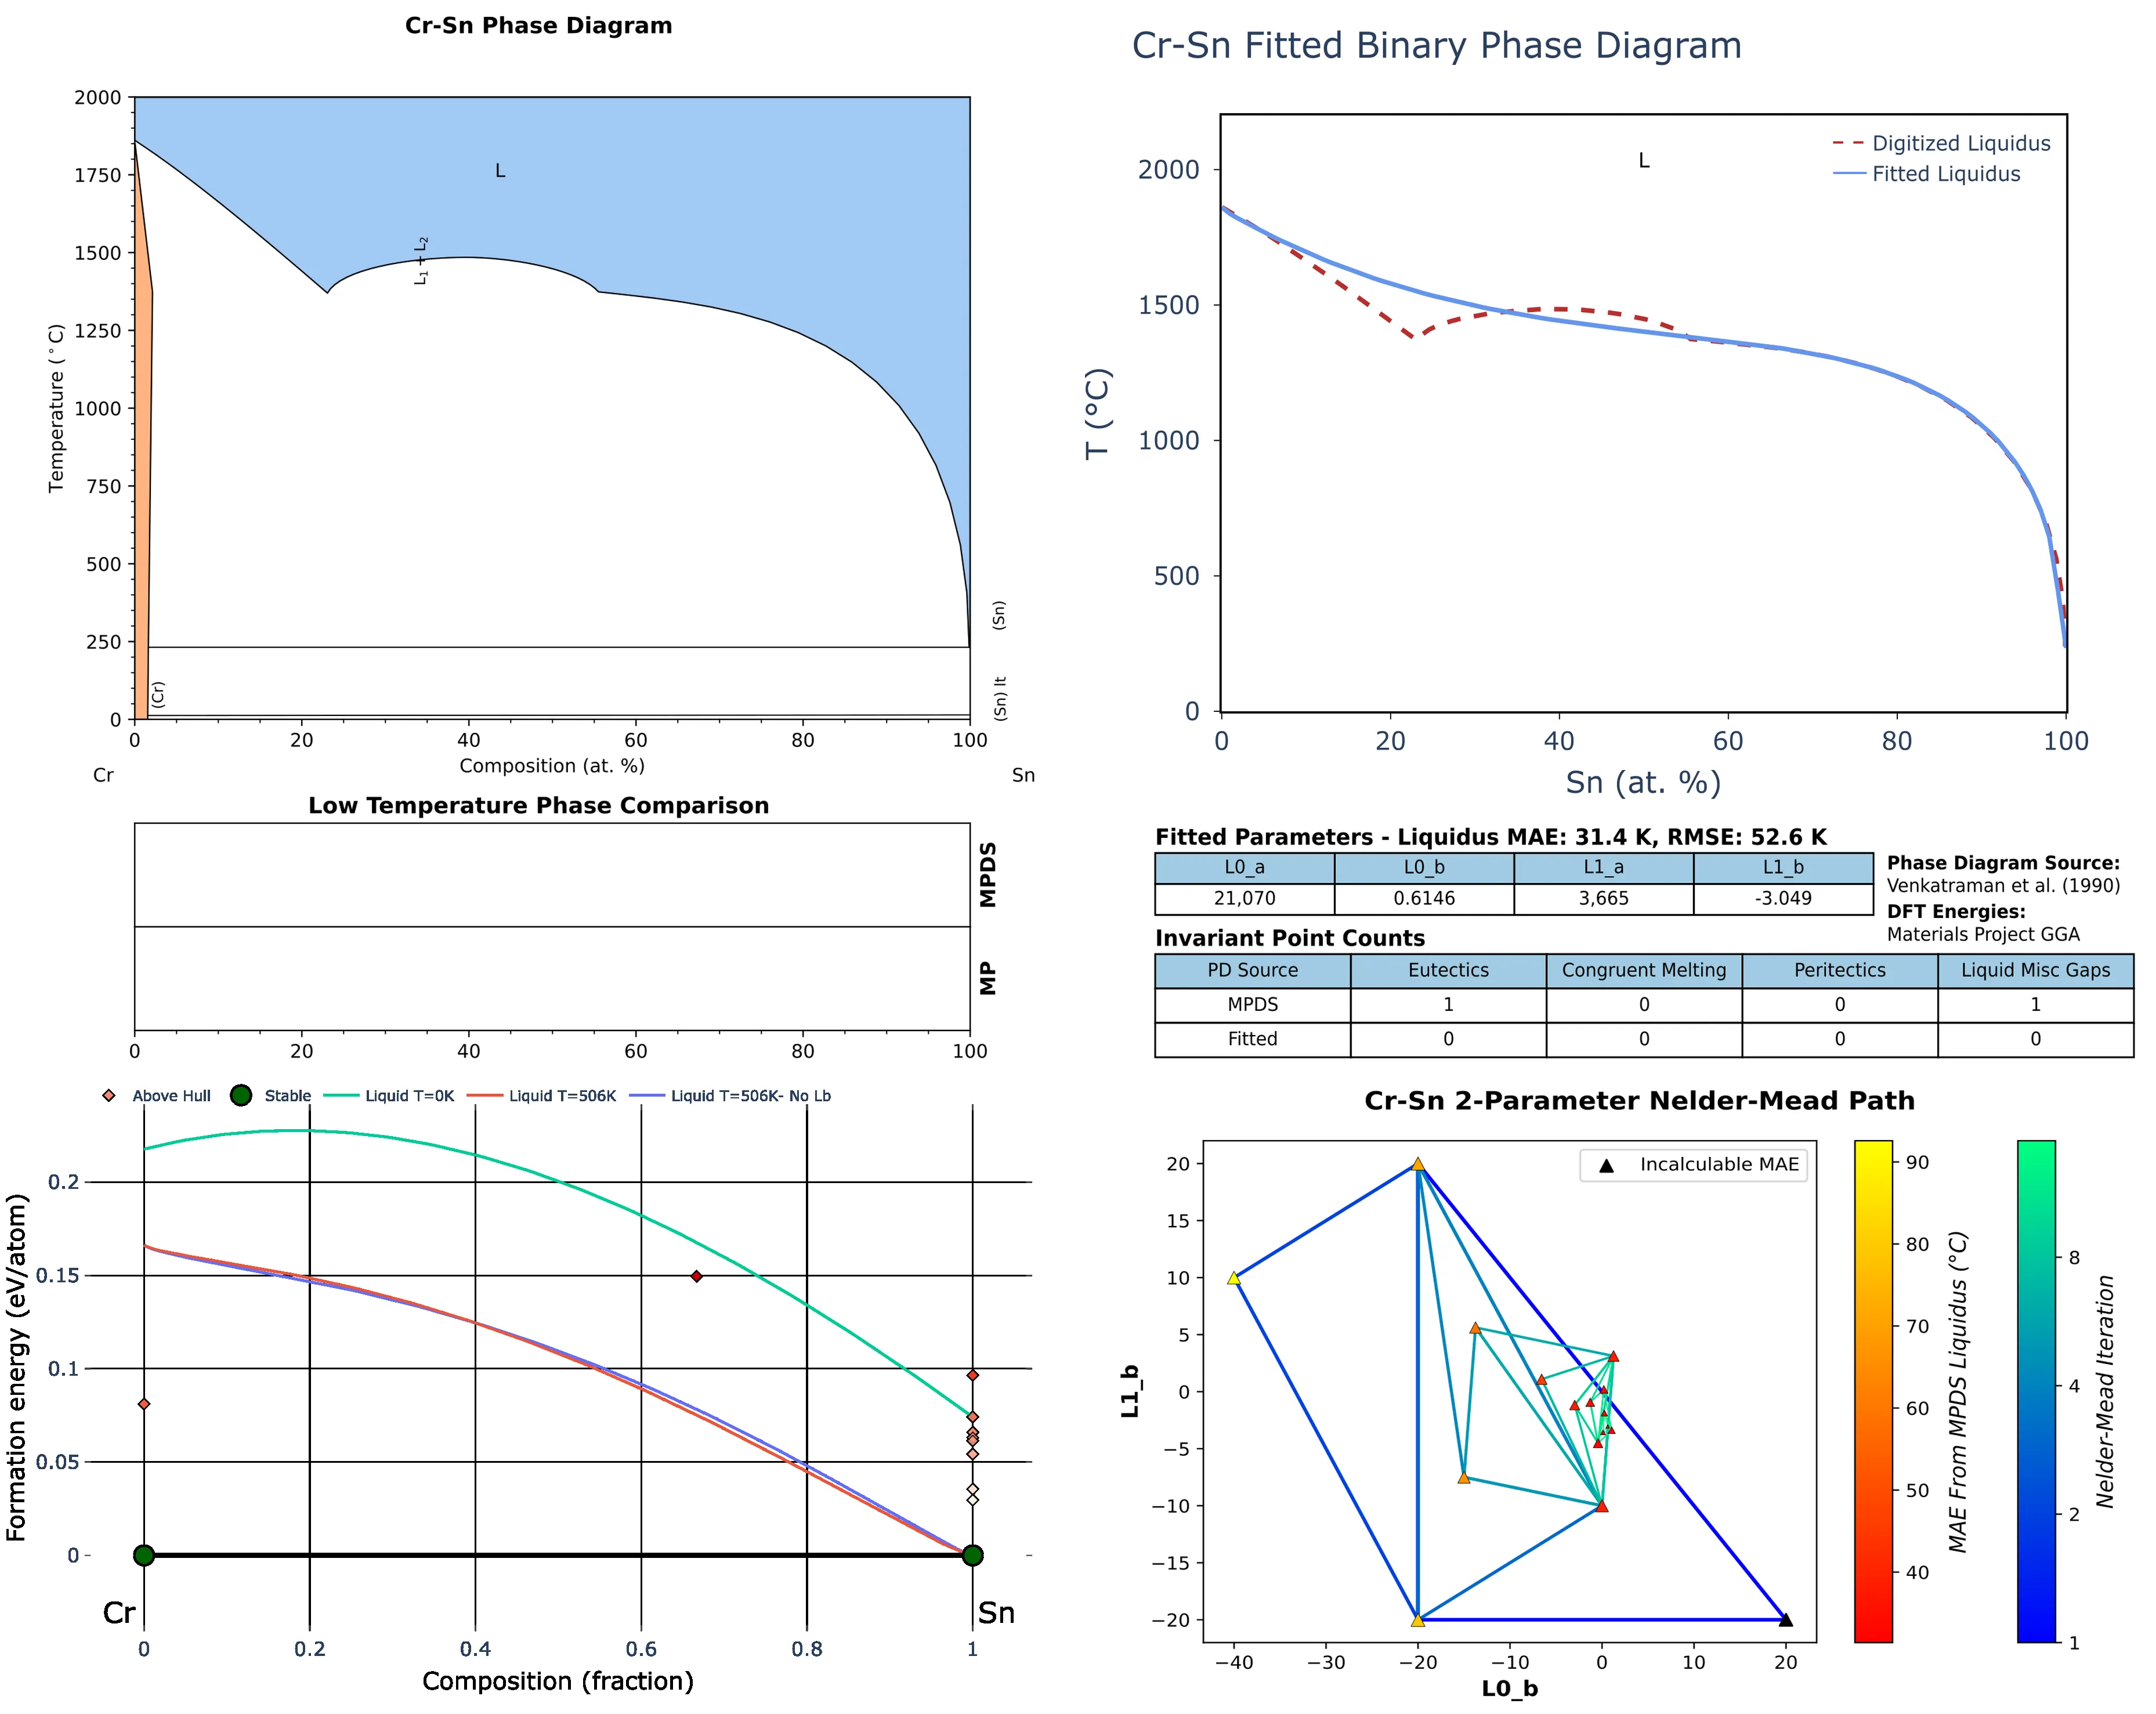 Cr-Sn Phase Diagram
2000
1750
1500
1250
1000
750
500
250
0
Temperature (°C)
L
L1 + L2
(Cr)
(Sn)
(Sn) lt
0 20 40 60 80 100
Composition (at. %)
Cr Sn
Low Temperature Phase Comparison
MPDS
MP
0 20 40 60 80 100
Above Hull Stable Liquid T=0K Liquid T=506K Liquid T=506K- No Lb
0.2
0.15
0.1
0.05
0
Formation energy (eV/atom)
Cr Sn
0 0.2 0.4 0.6 0.8 1
Composition (fraction)
Cr-Sn Fitted Binary Phase Diagram
L
Digitized Liquidus
Fitted Liquidus
2000
1500
1000
500
0
T (°C)
0 20 40 60 80 100
Sn (at. %)
Fitted Parameters - Liquidus MAE: 31.4 K, RMSE: 52.6 K
L0_a L0_b L1_a L1_b
21,070 0.6146 3,665 -3.049
Phase Diagram Source:
Venkatraman et al. (1990)
DFT Energies:
Materials Project GGA
Invariant Point Counts
PD Source Eutectics Congruent Melting Peritectics Liquid Misc Gaps
MPDS 1 0 0 1
Fitted 0 0 0 0
Cr-Sn 2-Parameter Nelder-Mead Path
Incalculable MAE
20
15
10
5
0
−5
−10
−15
−20
L1_b
−40 −30 −20 −10 0 10 20
L0_b
90
80
70
60
50
40
MAE From MPDS Liquidus (°C)
8
4
2
1
Nelder-Mead Iteration